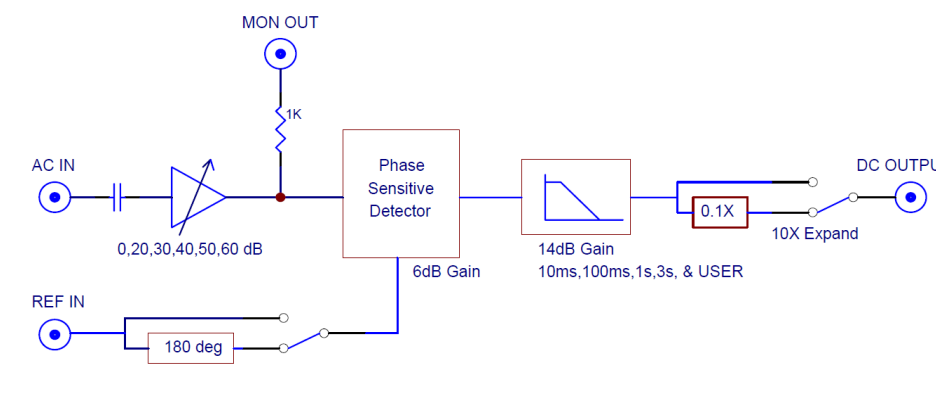 MON OUT
1K
AC IN
Phase
Sensitive
Detector
DC OUTPU
0.1X
0,20,30,40,50,60 dB
14dB Gain
10X Expand
6dB Gain
10ms,100ms,1s,3s, & USER
REF IN
180 deg